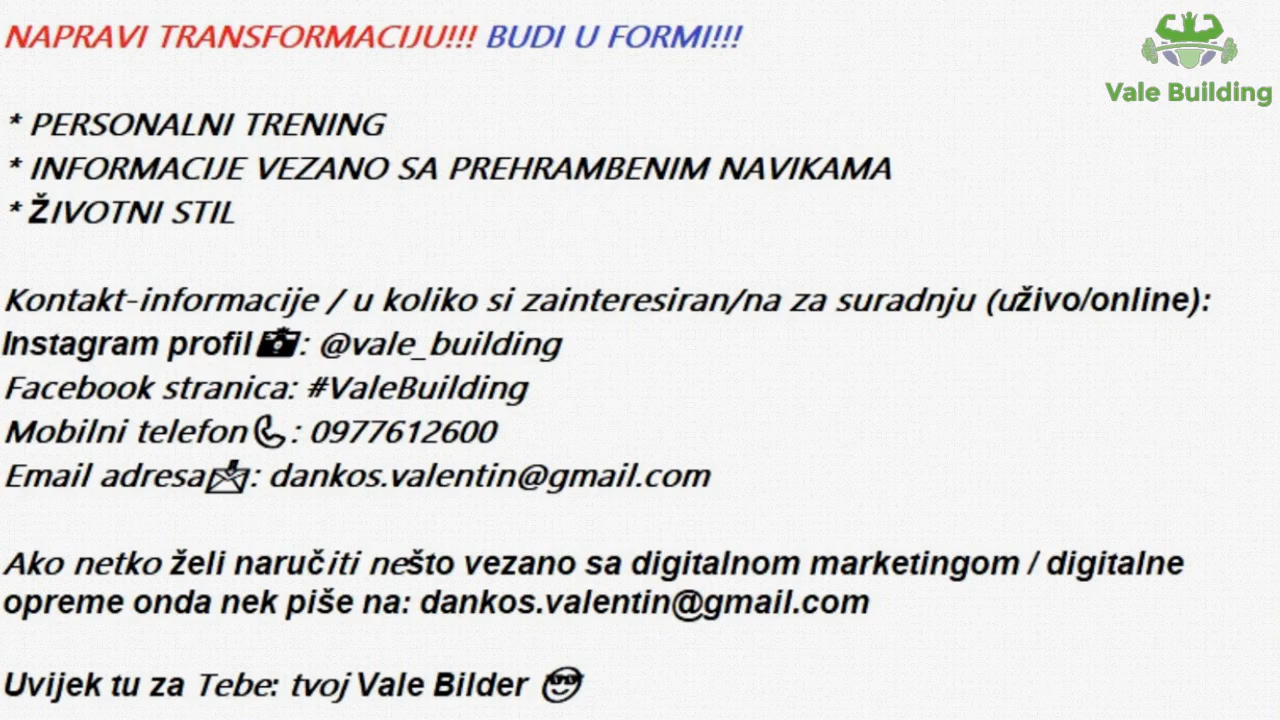 NAPRAVI TRANSFORMACIJU!!! BUDI U FORMI!!!
Vale Building
* PERSONALNI TRENING
* INFORMACIJE VEZANO SA PREHRAMBENIM NAVIKAMA
* ŽIVOTNI STIL
Kontakt-informacije / u koliko si zainteresiran/na za suradnju (uživo/online):
Instagram profil📷: @vale_building
Facebook stranica: #ValeBuilding
Mobilni telefon📞: 0977612600
Email adresa📩: dankos.valentin@gmail.com
Ako netko želi naručiti nešto vezano sa digitalnom marketingom / digitalne
opreme onda nek piše na: dankos.valentin@gmail.com
Uvijek tu za Tebe: tvoj Vale Bilder 😎